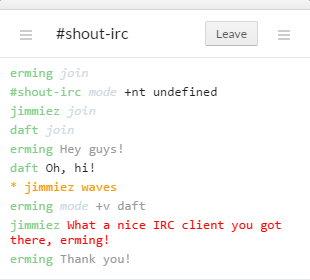 #shout-irc Leave
erming join
#shout-irc mode +nt undefined
jimmiez join
daft join
erming Hey guys!
daft Oh, hi!
* jimmiez waves
erming mode +v daft
jimmiez What a nice IRC client you got
there, erming!
erming Thank you!